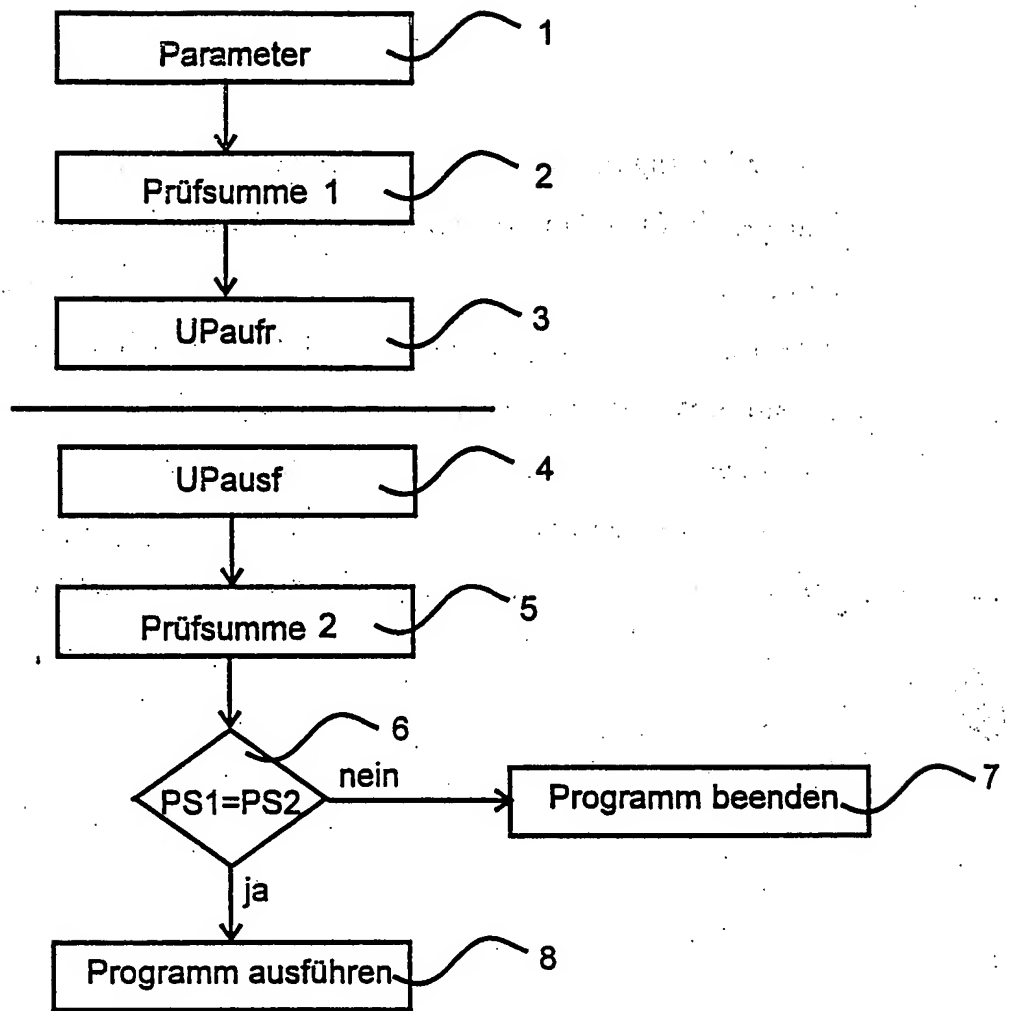 Parameter
1
Prüfsumme 1
2
UPaufr.
3
UPausf
4
Prüfsumme 2
5
6
PS1=PS2
nein
Programm beenden
7
ja
Programm ausführen
8